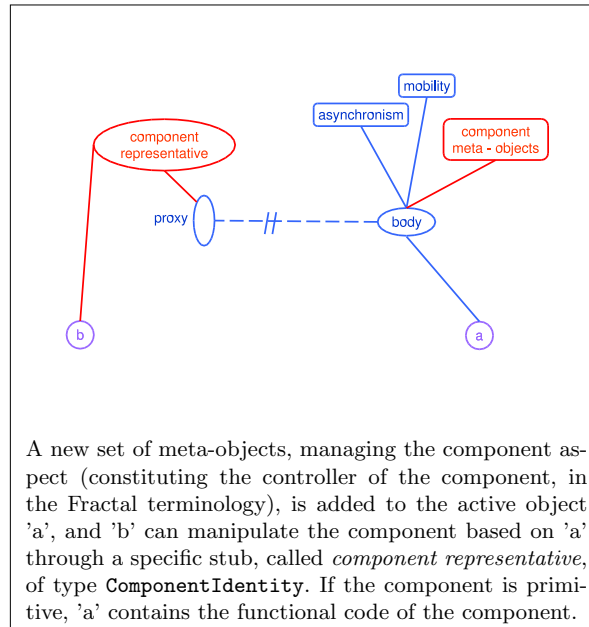 mobility
asynchronism
component
meta - objects
component
representative
proxy
body
b
a
A new set of meta-objects, managing the component as-
pect (constituting the controller of the component, in
the Fractal terminology), is added to the active object
'a', and 'b' can manipulate the component based on 'a'
through a specific stub, called component representative,
of type ComponentIdentity. If the component is primi-
tive, 'a' contains the functional code of the component.